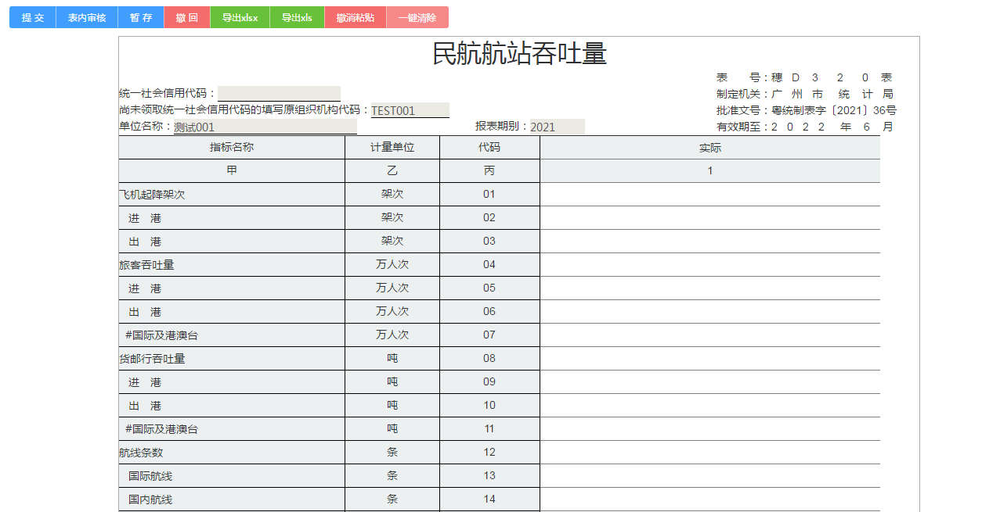 提 交 表内审核 暂 存 撤 回 导出xlsx 导出xls 撤消粘贴 一键清除
民航航站吞吐量
表 号：穗 D 3 2 0 表
统一社会信用代码： 制定机关：广 州 市 统 计 局
尚未领取统一社会信用代码的填写原组织机构代码：TEST001 批准文号：粤统制表字〔2021〕36号
单位名称：测试001 报表期别：2021 有效期至：2 0 2 2 年 6 月
指标名称 计量单位 代码 实际
甲 乙 丙 1
飞机起降架次 架次 01
进 港 架次 02
出 港 架次 03
旅客吞吐量 万人次 04
进 港 万人次 05
出 港 万人次 06
#国际及港澳台 万人次 07
货邮行吞吐量 吨 08
进 港 吨 09
出 港 吨 10
#国际及港澳台 吨 11
航线条数 条 12
国际航线 条 13
国内航线 条 14